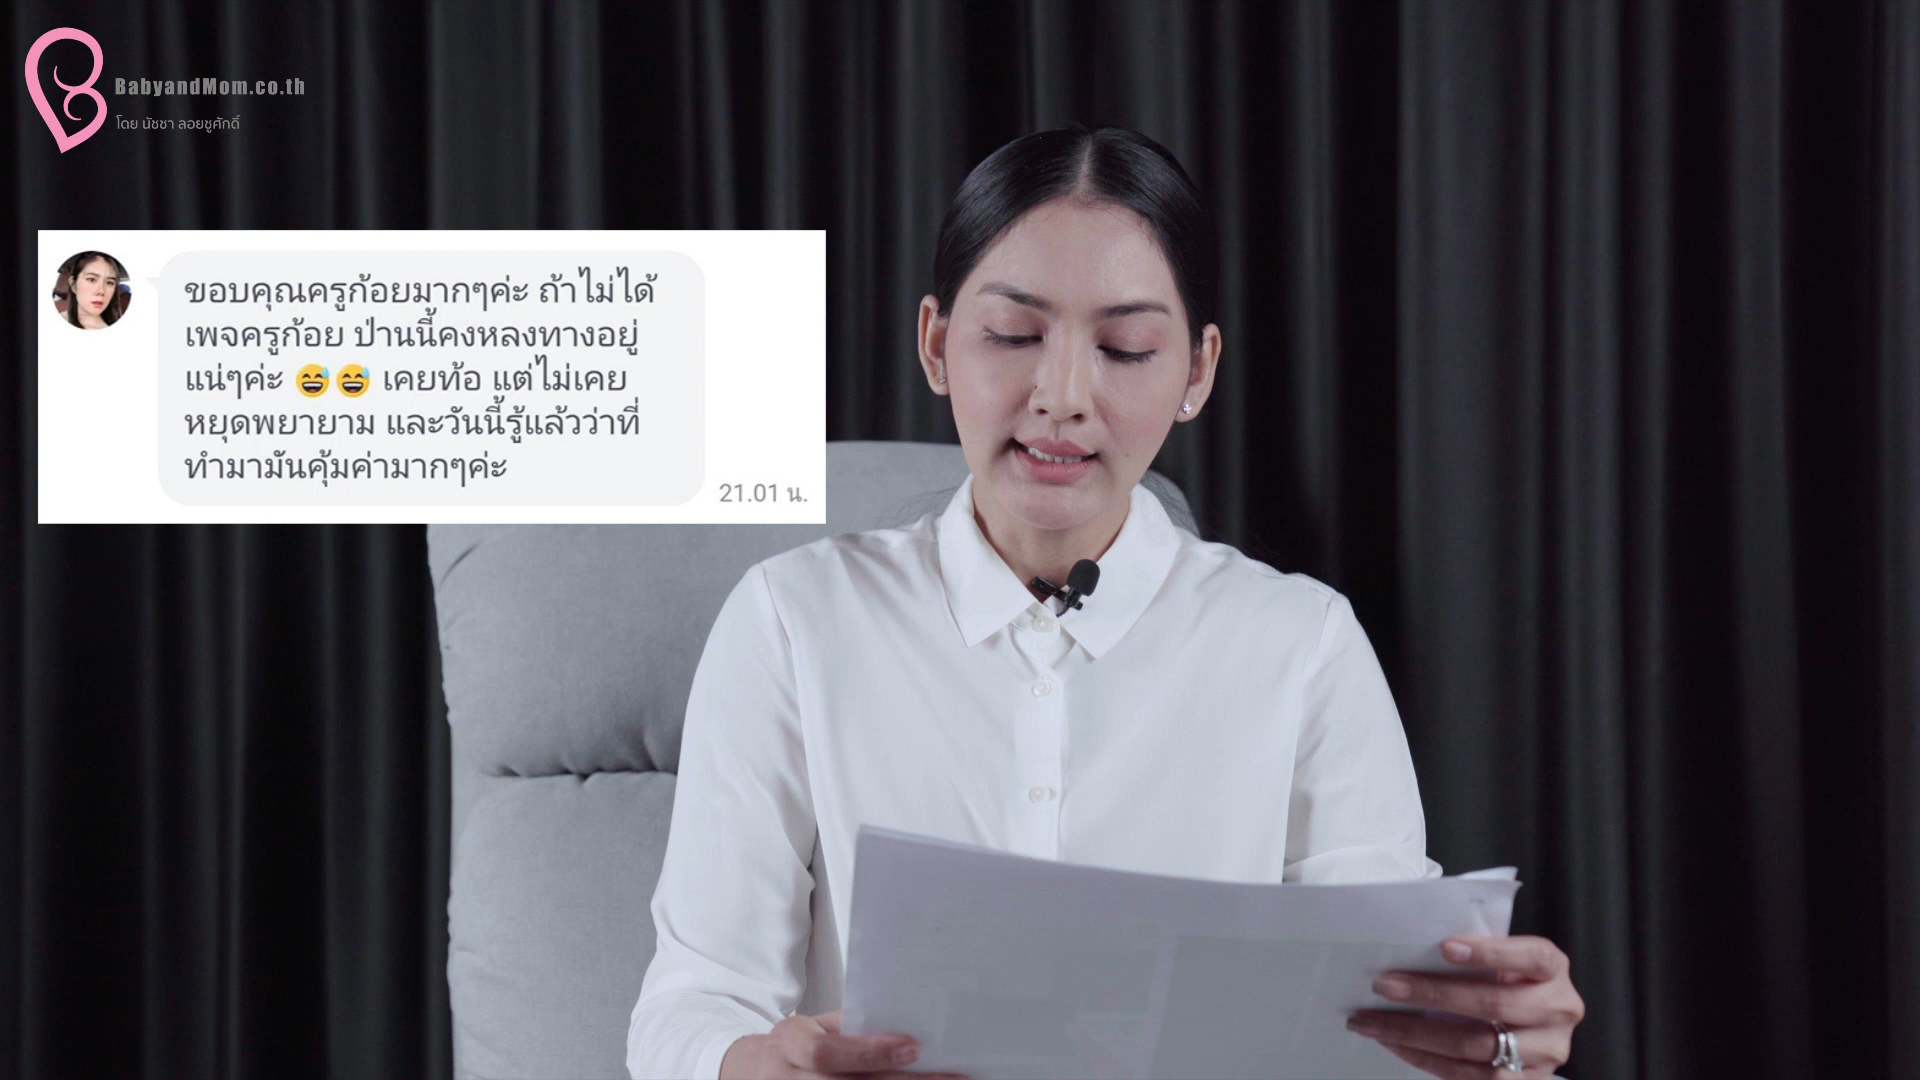 BabyandMom.co.th
โดย นัชชา ลอยชูศักดิ์
ขอบคุณครูก้อยมากๆค่ะ ถ้าไม่ได้
เพจครูก้อย ป่านนี้คงหลงทางอยู่
แน่ๆค่ะ 😅😅 เคยท้อ แต่ไม่เคย
หยุดพยายาม และวันนี้รู้แล้วว่าที่
ทำมามันคุ้มค่ามากๆค่ะ
21.01 น.